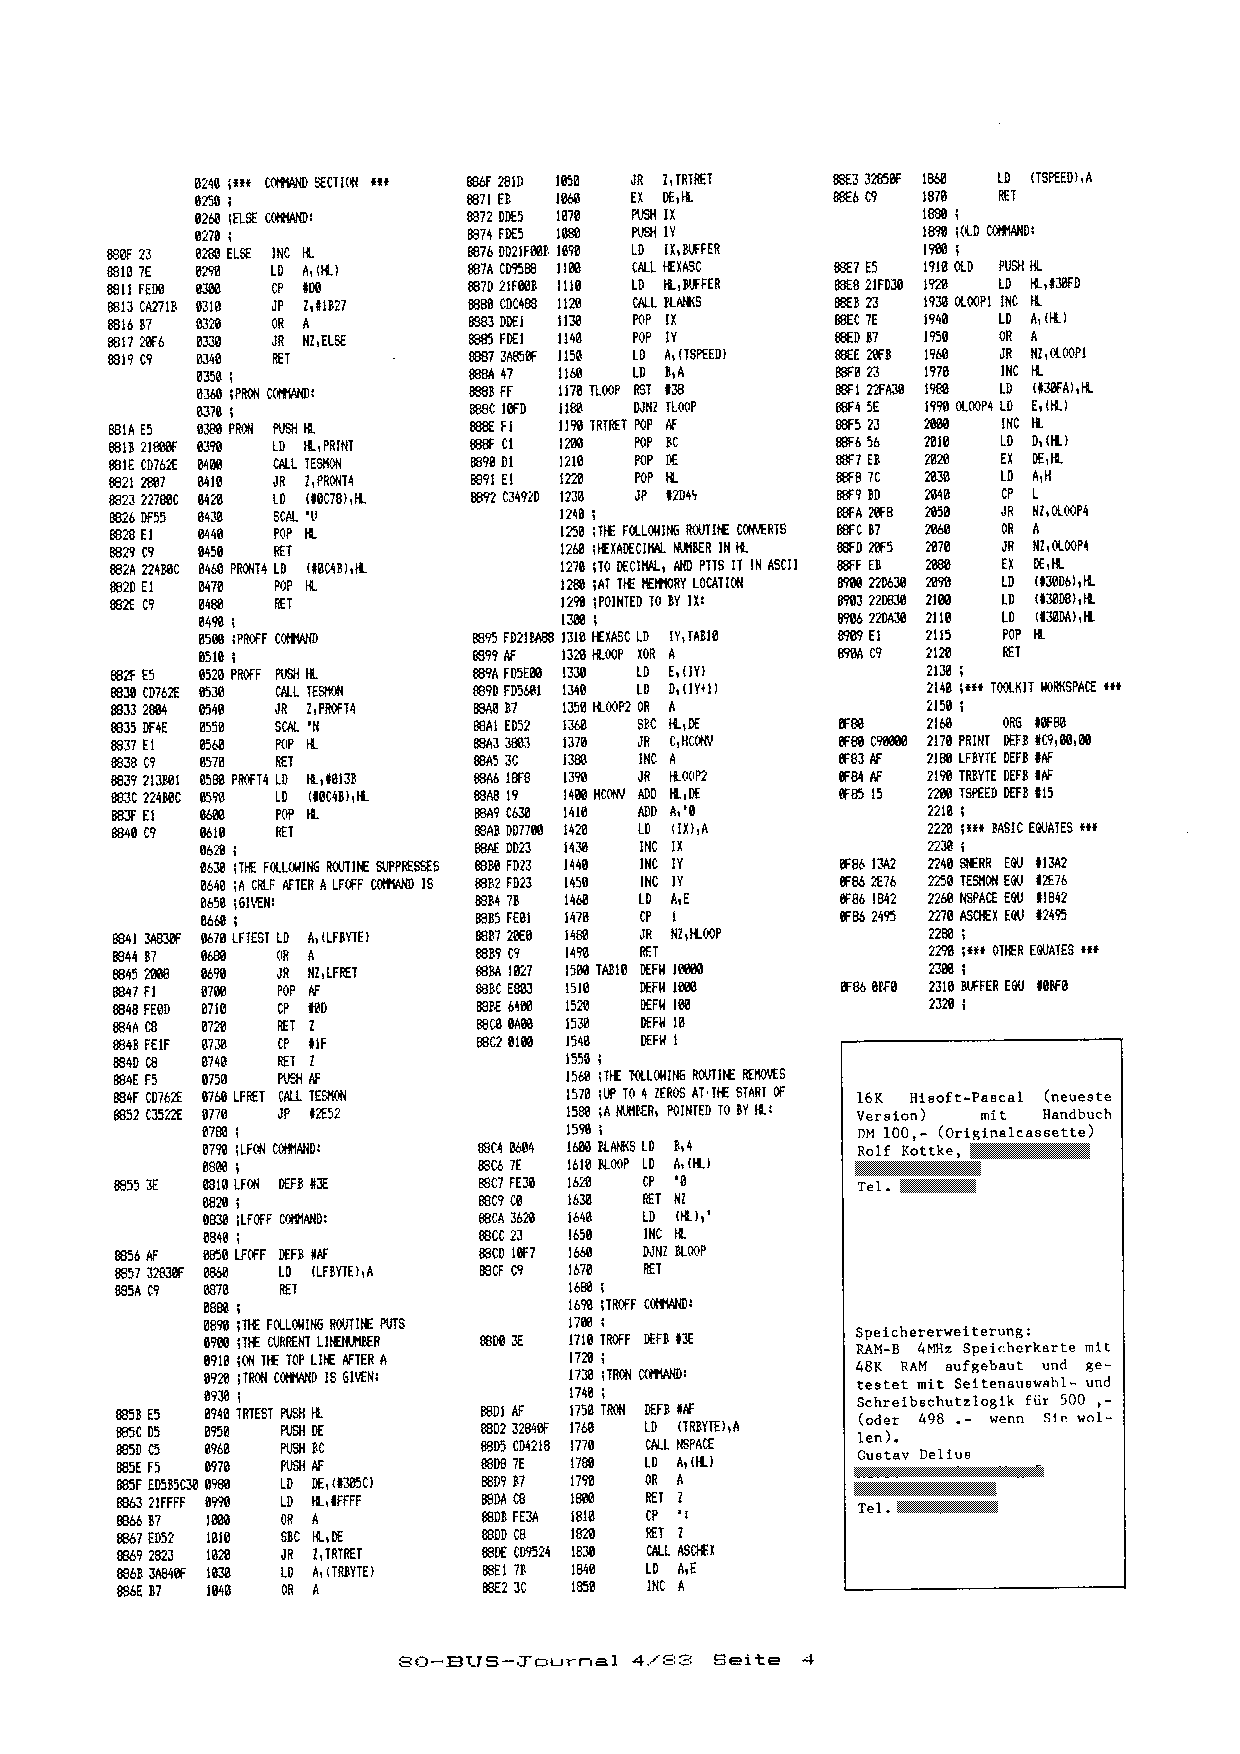 0240 ;*** COMMAND SECTION ***
0250 ;
0260 ;ELSE COMMAND:
0270 ;
880F 23 0280 ELSE INC HL
8810 7E 0290 LD A,(HL)
8811 FED0 0300 CP #D0
8813 CA271B 0310 JP Z,#1B27
8816 B7 0320 OR A
8817 20F6 0330 JR NZ,ELSE
8819 C9 0340 RET
0350 ;
0360 ;PRON COMMAND:
0370 ;
881A E5 0380 PRON PUSH HL
881B 21800F 0390 LD HL,PRINT
881E CD762E 0400 CALL TESMON
8821 2807 0410 JR Z,PRONT4
8823 22780C 0420 LD (#0C78),HL
8826 DF55 0430 SCAL "U
8828 E1 0440 POP HL
8829 C9 0450 RET
882A 224B0C 0460 PRONT4 LD (#0C4B),HL
882D E1 0470 POP HL
882E C9 0480 RET
0490 ;
0500 ;PROFF COMMAND
0510 ;
882F E5 0520 PROFF PUSH HL
8830 CD762E 0530 CALL TESMON
8833 2804 0540 JR Z,PROFT4
8835 DF4E 0550 SCAL "N
8837 E1 0560 POP HL
8838 C9 0570 RET
8839 213B01 0580 PROFT4 LD HL,#013B
883C 224B0C 0590 LD (#0C4B),HL
883F E1 0600 POP HL
8840 C9 0610 RET
0620 ;
0630 ;THE FOLLOWING ROUTINE SUPPRESSES
0640 ;A CRLF AFTER A LFOFF COMMAND IS
0650 ;GIVEN:
0660 ;
8841 3A830F 0670 LFTEST LD A,(LFBYTE)
8844 B7 0680 OR A
8845 2008 0690 JR NZ,LFRET
8847 F1 0700 POP AF
8848 FE0D 0710 CP #0D
884A C8 0720 RET Z
884B FE1F 0730 CP #1F
884D C8 0740 RET Z
884E F5 0750 PUSH AF
884F CD762E 0760 LFRET CALL TESMON
8852 C3522E 0770 JP #2E52
0780 ;
0790 ;LFON COMMAND:
0800 ;
8855 3E 0810 LFON DEFB #3E
0820 ;
0830 ;LFOFF COMMAND:
0840 ;
8856 AF 0850 LFOFF DEFB #AF
8857 32830F 0860 LD (LFBYTE),A
885A C9 0870 RET
0880 ;
0890 ;THE FOLLOWING ROUTINE PUTS
0900 ;THE CURRENT LINENUMBER
0910 ;ON THE TOP LINE AFTER A
0920 ;TRON COMMAND IS GIVEN:
0930 ;
885B E5 0940 TRTEST PUSH HL
885C D5 0950 PUSH DE
885D C5 0960 PUSH BC
885E F5 0970 PUSH AF
885F ED5B5C30 0980 LD DE,(#305C)
8863 21FFFF 0990 LD HL,#FFFF
8866 B7 1000 OR A
8867 ED52 1010 SBC HL,DE
8869 2823 1020 JR Z,TRTRET
886B 3A840F 1030 LD A,(TRBYTE)
886E B7 1040 OR A
886F 281D 1050 JR Z,TRTRET
8871 EB 1060 EX DE,HL
8872 DDE5 1070 PUSH IX
8874 FDE5 1080 PUSH IY
8876 DD21F00B 1090 LD IX,BUFFER
887A CD9588 1100 CALL HEXASC
887D 21F00B 1110 LD HL,BUFFER
8880 CDC488 1120 CALL BLANKS
8883 DDE1 1130 POP IX
8885 FDE1 1140 POP IY
8887 3A850F 1150 LD A,(TSPEED)
888A 47 1160 LD B,A
888B FF 1170 TLOOP RST #38
888C 10FD 1180 DJNZ TLOOP
888E F1 1190 TRTRET POP AF
888F C1 1200 POP BC
8890 D1 1210 POP DE
8891 E1 1220 POP HL
8892 C3492D 1230 JP #2D49
1240 ;
1250 ;THE FOLLOWING ROUTINE CONVERTS
1260 ;HEXADECIMAL NUMBER IN HL
1270 ;TO DECIMAL, AND PTTS IT IN ASCII
1280 ;AT THE MEMMORY LOCATION
1290 ;POINTED TO BY IX:
1300 ;
8895 FD21BA88 1310 HEXASC LD IY,TAB10
8899 AF 1320 HLOOP XOR A
889A FD5E00 1330 LD E,(IY)
889D FD5601 1340 LD D,(IY+1)
88A0 B7 1350 HLOOP2 OR A
88A1 ED52 1360 SBC HL,DE
88A3 3803 1370 JR C,HCONV
88A5 3C 1380 INC A
88A6 18F8 1390 JR HLOOP2
88A8 19 1400 HCONV ADD HL,DE
88A9 C630 1410 ADD A,"0
88AB DD7700 1420 LD (IX),A
88AE DD23 1430 INC IX
88B0 FD23 1440 INC IY
88B2 FD23 1450 INC IY
88B4 7B 1460 LD A,E
88B5 FE01 1470 CP 1
88B7 20E0 1480 JR NZ,HLOOP
88B9 C9 1490 RET
88BA 1027 1500 TAB10 DEFW 10000
88BC E803 1510 DEFW 1000
88BE 6400 1520 DEFW 100
88C0 0A00 1530 DEFW 10
88C2 0100 1540 DEFW 1
1550 ;
1560 ;THE TOLLOWING ROUTINE REMOVES
1570 ;UP TO 4 ZEROS AT THE START OF
1580 ;A NUMBER, POINTED TO BY HL:
1590 ;
88C4 0604 1600 BLANKS LD B,4
88C6 7E 1610 BLOOP LD A,(HL)
88C7 FE30 1620 CP "0
88C9 C0 1630 RET NZ
88CA 3620 1640 LD (HL),"
88CC 23 1650 INC HL
88CD 10F7 1660 DJNZ BLOOP
88CF C9 1670 RET
1680 ;
1690 ;TROFF COMMAND:
1700 ;
88D0 3E 1710 TROFF DEFB #3E
1720 ;
1730 ;TRON COMMAND:
1740 ;
88D1 AF 1750 TRON DEFB #AF
88D2 32840F 1760 LD (TRBYTE),A
88D5 CD4218 1770 CALL NSPACE
88D8 7E 1780 LD A,(HL)
88D9 B7 1790 OR A
88DA C8 1800 RET Z
88DB FE3A 1810 CP ":
88DD C8 1820 RET Z
88DE CD9524 1830 CALL ASCHEX
88E1 7B 1840 LD A,E
88E2 3C 1850 INC A
88E3 32850F 1860 LD (TSPEED),A
88E6 C9 1870 RET
1880 ;
1890 ;OLD COMMAND:
1900 ;
88E7 E5 1910 OLD PUSH HL
88E8 21FD30 1920 LD HL,#30FD
88EB 23 1930 OLOOP1 INC HL
88EC 7E 1940 LD A,(HL)
88ED B7 1950 OR A
88EE 20FB 1960 JR NZ,OLOOP1
88F0 23 1970 INC HL
88F1 22FA30 1980 LD (#30FA),HL
88F4 5E 1990 OLOOP4 LD E,(HL)
88F5 23 2000 INC HL
88F6 56 2010 LD D,(HL)
88F7 EB 2020 EX DE,HL
88F8 7C 2030 LD A,H
88F9 BD 2040 CP L
88FA 20F8 2050 JR NZ,OLOOP4
88FC B7 2060 OR A
88FD 20F5 2070 JR NZ,OLOOP4
88FF EB 2080 EX DE,HL
8900 22D630 2090 LD (#30D6),HL
8903 22D830 2100 LD (#30D8),HL
8906 22DA30 2110 LD (#30DA),HL
8909 E1 2115 POP HL
890A C9 2120 RET
2130 ;
2140 ;*** TOOLKIT WORKSPACE ***
2150 ;
0F80 2160 ORG #0F80
0F80 C90000 2170 PRINT DEFB #C9,00,00
0F83 AF 2180 LFBYTE DEFB #AF
0F84 AF 2190 TRBYTE DEFB #AF
0F85 15 2200 TSPEED DEFB #15
2210 ;
2220 ;*** BASIC EQUATES ***
2230 ;
0F86 13A2 2240 SNERR EQU #13A2
0F86 2E76 2250 TESMON EQU #2E76
0F86 1842 2260 NSPACE EQU #1842
0F86 2495 2270 ASCHEX EQU #2495
2280 ;
2290 ;*** OTHER EQUATES ***
2300 ;
0F86 0BF0 2310 BUFFER EQU #0BF0
2320 ;
16K Hisoft-Pascal (neueste
Version) mit Handbuch
DM 100,- (Originalcassette)
Rolf Kottke,
Tel.
Speichererweiterung:
RAM-B 4MHz Speicherkarte mit
48K RAM aufgebaut und ge-
testet mit Seitenauswahl- und
Schreibschutzlogik für 500 ,-
(oder 498 .- wenn Sie wol-
len).
Gustav Delius
Tel.
80-BUS-Journal 4/83 Seite 4